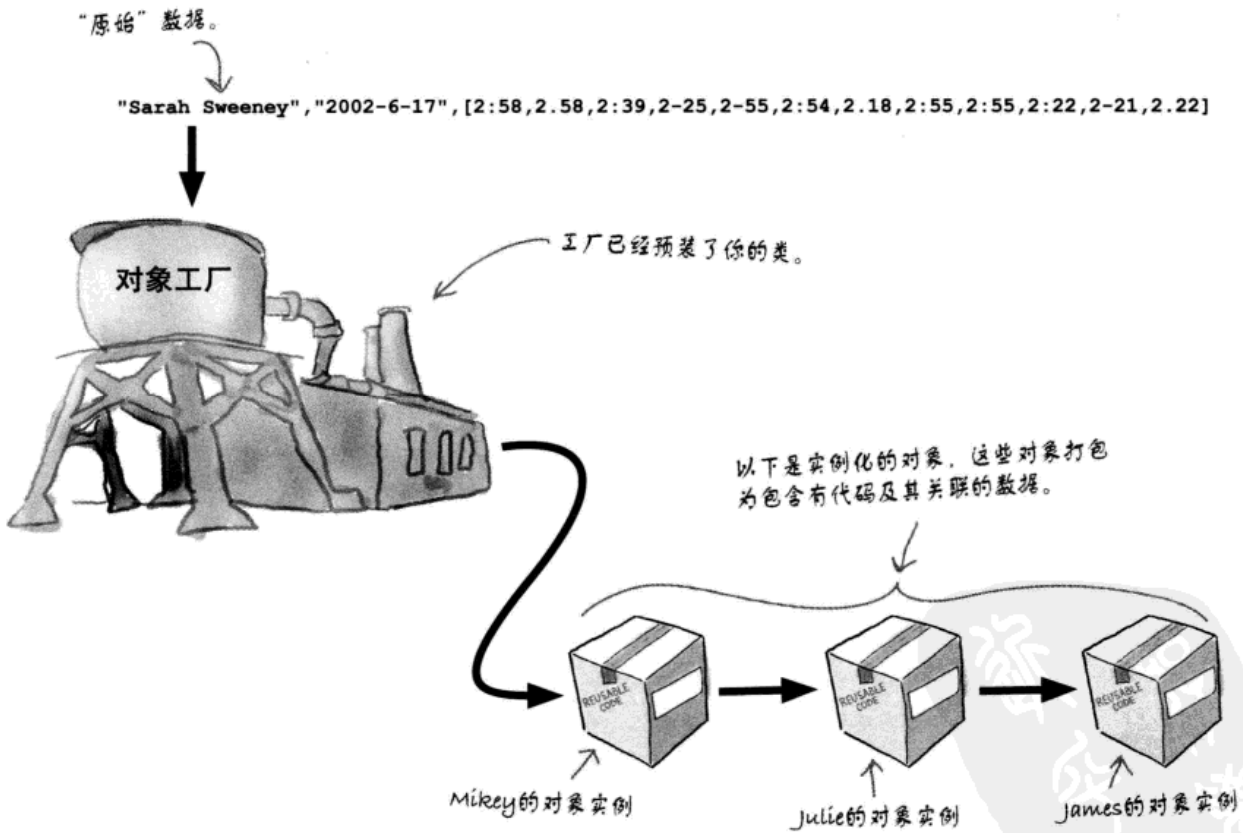 “原始”数据。
"Sarah Sweeney","2002-6-17",[2:58,2.58,2:39,2-25,2-55,2:54,2.18,2:55,2:55,2:22,2-21,2.22]
对象工厂
工厂已经预装了你的类。
以下是实例化的对象，这些对象打包
为包含有代码及其关联的数据。
REUSABLE
CODE
REUSABLE
CODE
REUSABLE
CODE
Mikey的对象实例
Julie的对象实例
James的对象实例